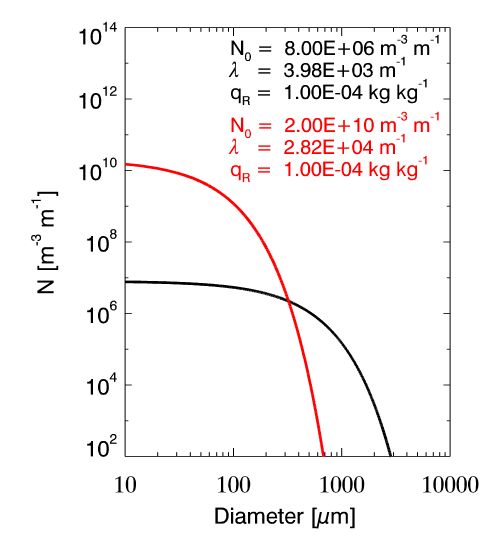 10^14
10^12
10^10
10^8
10^6
10^4
10^2
N [m^-3 m^-1]
N_0 = 8.00E+06 m^-3 m^-1
λ = 3.98E+03 m^-1
q_R = 1.00E-04 kg kg^-1
N_0 = 2.00E+10 m^-3 m^-1
λ = 2.82E+04 m^-1
q_R = 1.00E-04 kg kg^-1
10 100 1000 10000
Diameter [μm]